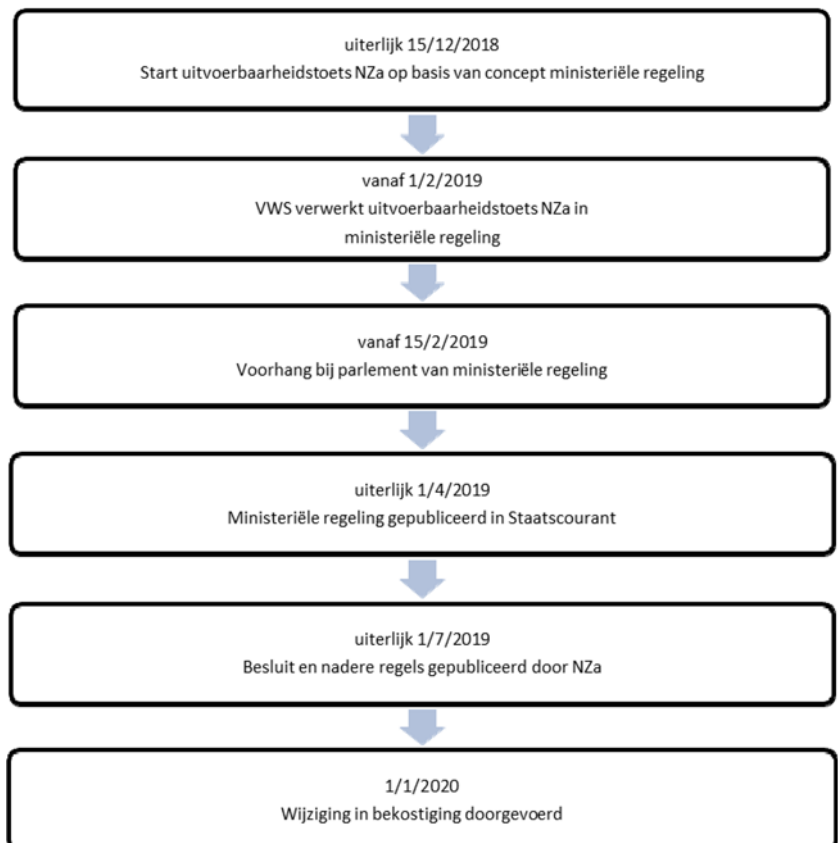 uiterlijk 15/12/2018
Start uitvoerbaarheidstoets NZa op basis van concept ministeriële regeling
vanaf 1/2/2019
VWS verwerkt uitvoerbaarheidstoets NZa in
ministeriële regeling
vanaf 15/2/2019
Voorhang bij parlement van ministeriële regeling
uiterlijk 1/4/2019
Ministeriële regeling gepubliceerd in Staatscourant
uiterlijk 1/7/2019
Besluit en nadere regels gepubliceerd door NZa
1/1/2020
Wijziging in bekostiging doorgevoerd